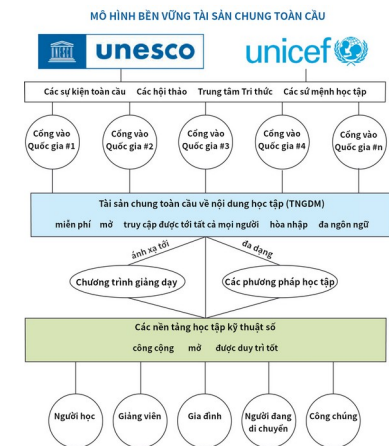 MÔ HÌNH BỀN VỮNG TÀI SẢN CHUNG TOÀN CẦU
unesco
unicef
Các sự kiện toàn cầu Các hội thảo Trung tâm Tri thức Các sứ mệnh học tập
Cổng vào
Quốc gia #1
Cổng vào
Quốc gia #2
Cổng vào
Quốc gia #3
Cổng vào
Quốc gia #4
Cổng vào
Quốc gia #n
Tài sản chung toàn cầu về nội dung học tập (TNGDM)
miễn phí mở truy cập được tới tất cả mọi người hòa nhập đa ngôn ngữ
ánh xạ tới
đa dạng
Chương trình giảng dạy
Các phương pháp học tập
Các nền tảng học tập kỹ thuật số
công cộng mở được duy trì tốt
Người học
Giảng viên
Gia đình
Người đang
di chuyển
Công chúng